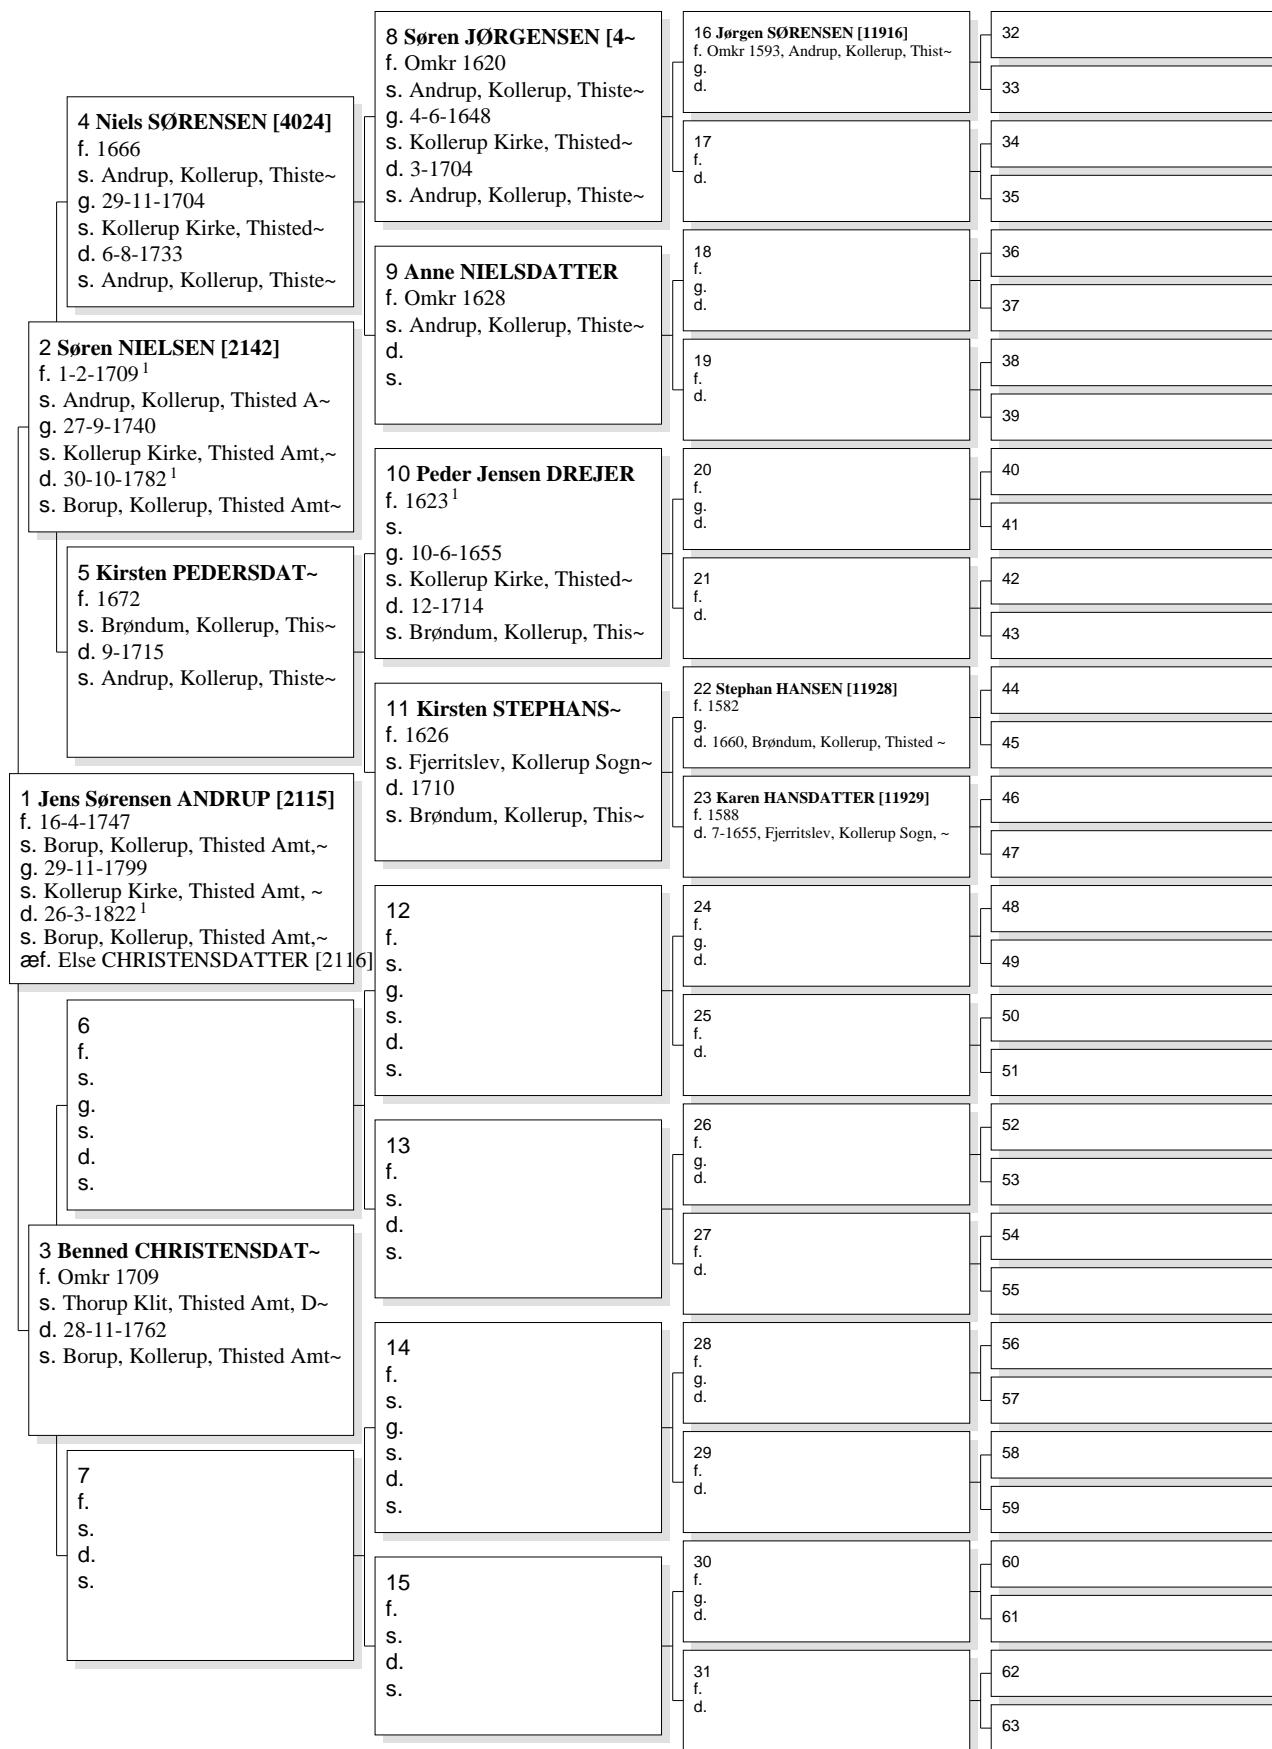 1 Jens Sørensen ANDRUP [2115]
f. 16-4-1747
s. Borup, Kollerup, Thisted Amt,~
g. 29-11-1799
s. Kollerup Kirke, Thisted Amt, ~
d. 26-3-1822 1
s. Borup, Kollerup, Thisted Amt,~
æf. Else CHRISTENSDATTER [2116]
2 Søren NIELSEN [2142]
f. 1-2-1709 1
s. Andrup, Kollerup, Thisted A~
g. 27-9-1740
s. Kollerup Kirke, Thisted Amt,~
d. 30-10-1782 1
s. Borup, Kollerup, Thisted Amt~
3 Benned CHRISTENSDAT~
f. Omkr 1709
s. Thorup Klit, Thisted Amt, D~
d. 28-11-1762
s. Borup, Kollerup, Thisted Amt~
4 Niels SØRENSEN [4024]
f. 1666
s. Andrup, Kollerup, Thiste~
g. 29-11-1704
s. Kollerup Kirke, Thisted~
d. 6-8-1733
s. Andrup, Kollerup, Thiste~
5 Kirsten PEDERSDAT~
f. 1672
s. Brøndum, Kollerup, This~
d. 9-1715
s. Andrup, Kollerup, Thiste~
6
f.
s.
g.
s.
d.
s.
7
f.
s.
d.
s.
8 Søren JØRGENSEN [4~
f. Omkr 1620
s. Andrup, Kollerup, Thiste~
g. 4-6-1648
s. Kollerup Kirke, Thisted~
d. 3-1704
s. Andrup, Kollerup, Thiste~
9 Anne NIELSDATTER
f. Omkr 1628
s. Andrup, Kollerup, Thiste~
d.
s.
10 Peder Jensen DREJER
f. 1623 1
s.
g. 10-6-1655
s. Kollerup Kirke, Thisted~
d. 12-1714
s. Brøndum, Kollerup, This~
11 Kirsten STEPHANS~
f. 1626
s. Fjerritslev, Kollerup Sogn~
d. 1710
s. Brøndum, Kollerup, This~
12
f.
s.
g.
s.
d.
s.
13
f.
s.
d.
s.
14
f.
s.
g.
s.
d.
s.
15
f.
s.
d.
s.
16 Jørgen SØRENSEN [11916]
f. Omkr 1593, Andrup, Kollerup, Thist~
g.
d.
17
f.
d.
18
f.
g.
d.
19
f.
d.
20
f.
g.
d.
21
f.
d.
22 Stephan HANSEN [11928]
f. 1582
g.
d. 1660, Brøndum, Kollerup, Thisted ~
23 Karen HANSDATTER [11929]
f. 1588
d. 7-1655, Fjerritslev, Kollerup Sogn, ~
24
f.
g.
d.
25
f.
d.
26
f.
g.
d.
27
f.
d.
28
f.
g.
d.
29
f.
d.
30
f.
g.
d.
31
f.
d.
32
33
34
35
36
37
38
39
40
41
42
43
44
45
46
47
48
49
50
51
52
53
54
55
56
57
58
59
60
61
62
63